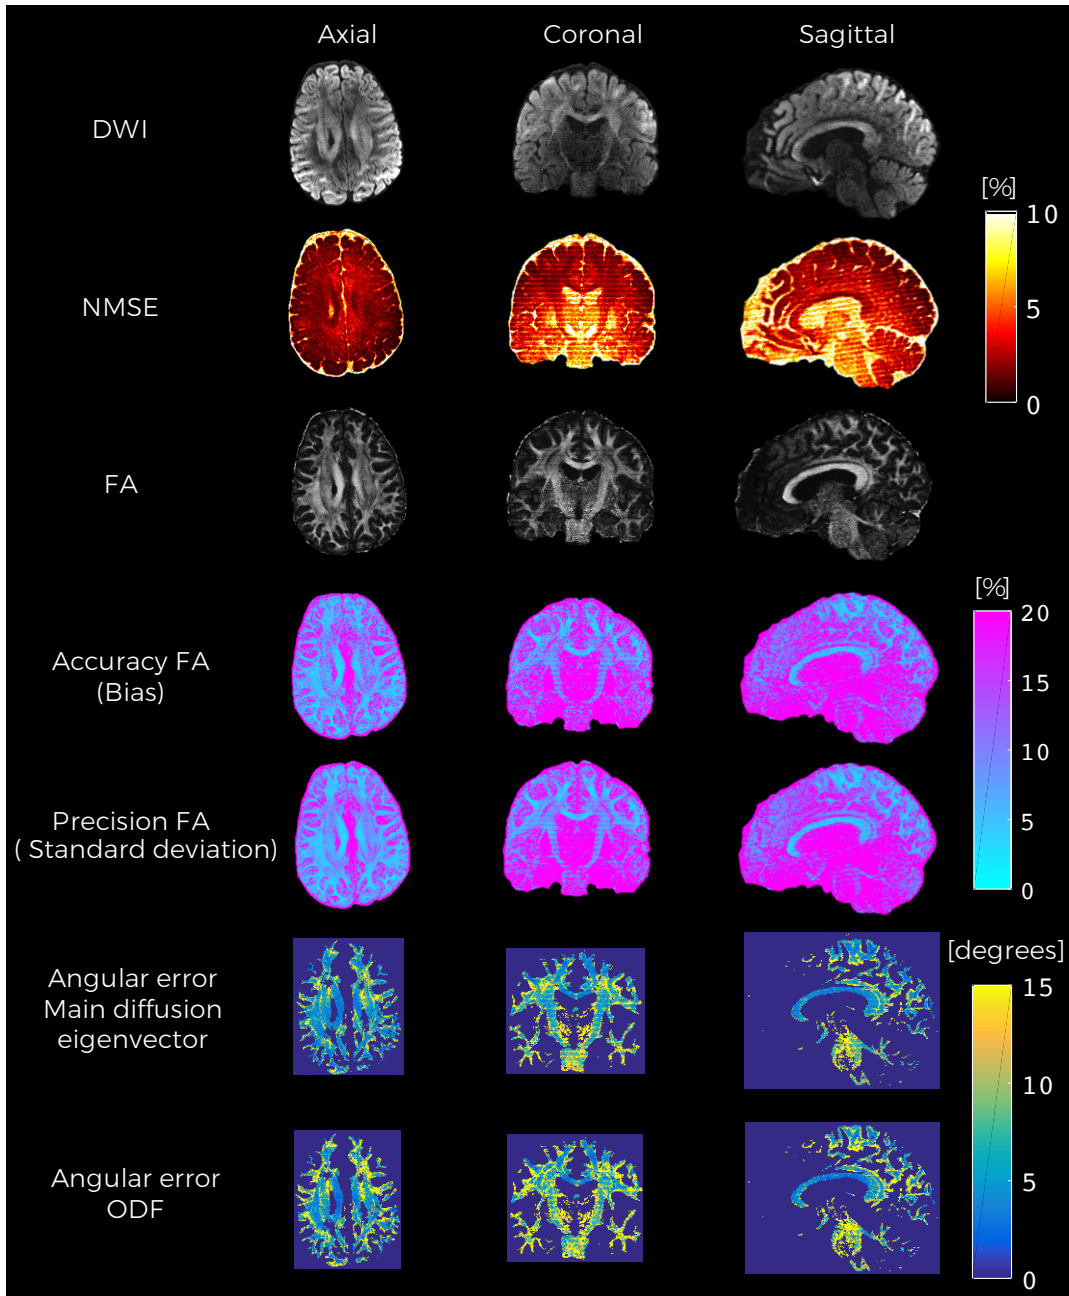 Axial Coronal Sagittal
DWI
[%]
10
NMSE
5
0
FA
[%]
20
Accuracy FA
(Bias)
15
10
Precision FA
( Standard deviation)
5
0
[degrees]
Angular error
Main diffusion
eigenvector
15
10
Angular error
ODF
5
0